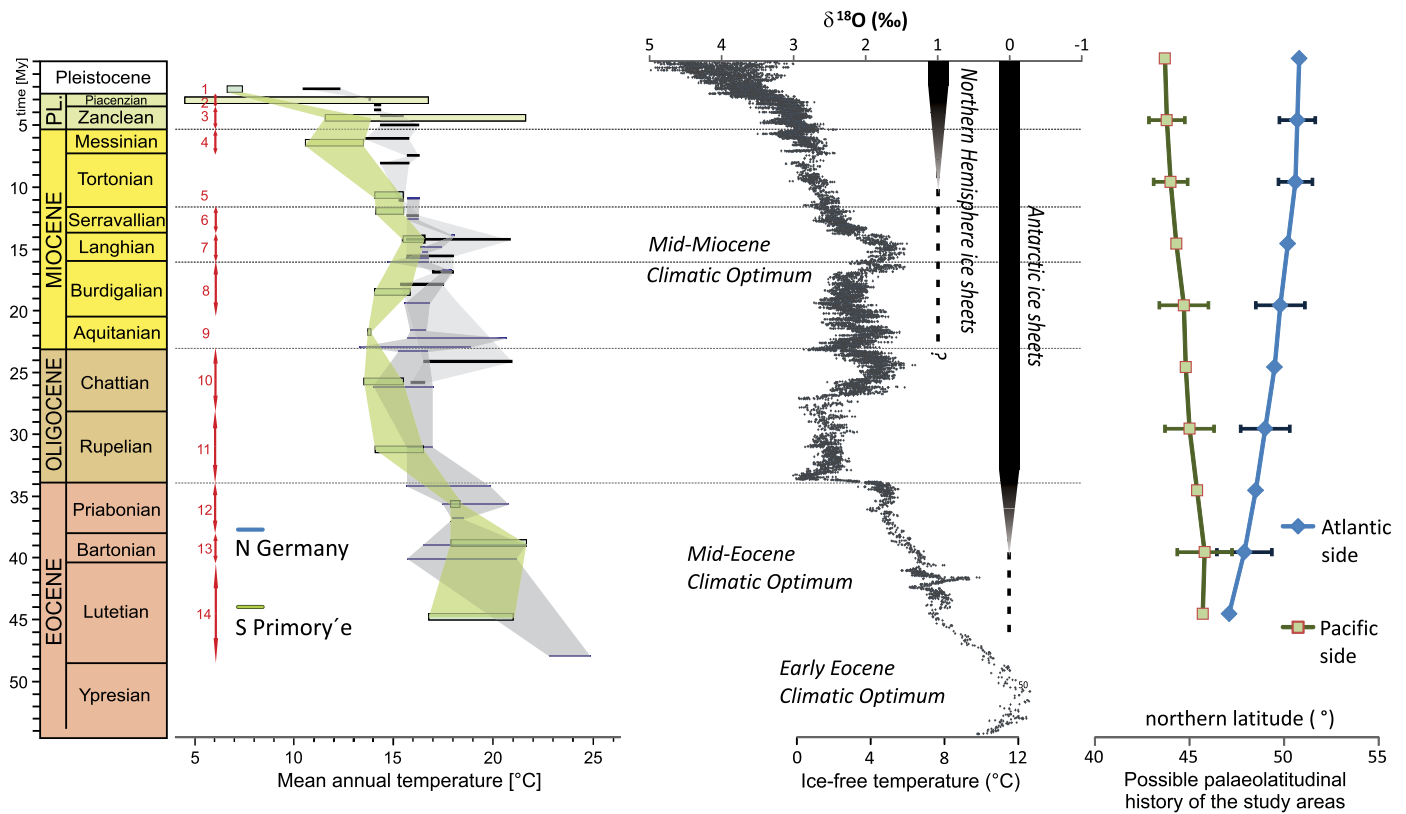 δ 18O (‰)
5 4 3 2 1 0 -1
time [My]
Pleistocene
PL.
Piacenzian
Zanclean
5
MIOCENE
Messinian
Tortonian
10
Serravallian
Langhian
15
Burdigalian
20
Aquitanian
OLIGOCENE
25
Chattian
30
Rupelian
EOCENE
35
Priabonian
Bartonian
40
Lutetian
45
50
Ypresian
1
2
3
4
5
6
7
8
9
10
11
12
13
14
N Germany
S Primory´e
5 10 15 20 25
Mean annual temperature [°C]
Mid-Miocene
Climatic Optimum
Mid-Eocene
Climatic Optimum
Early Eocene
Climatic Optimum
50
Northern Hemisphere ice sheets
?
Antarctic ice sheets
0 4 8 12
Ice-free temperature (°C)
Atlantic
side
Pacific
side
northern latitude ( °)
40 45 50 55
Possible palaeolatitudinal
history of the study areas